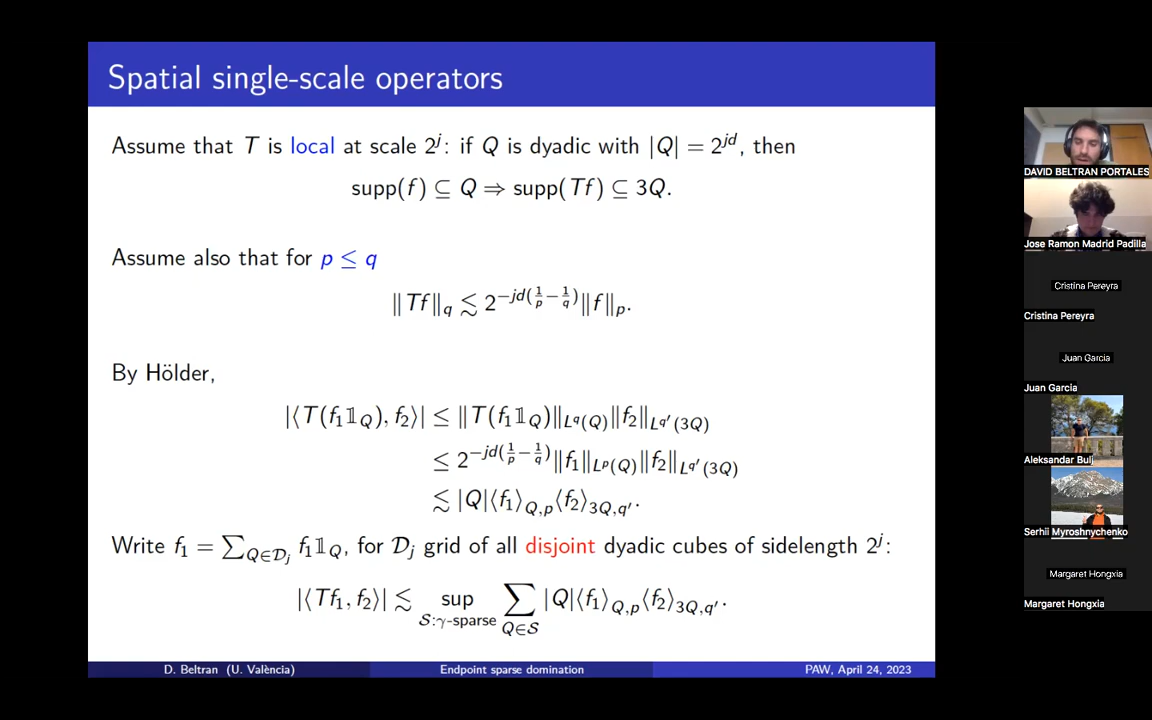 Spatial single-scale operators
Assume that T is local at scale 2^j: if Q is dyadic with |Q| = 2^{jd}, then
supp(f) ⊆ Q ⇒ supp(Tf) ⊆ 3Q.
Assume also that for p ≤ q
‖Tf‖_q ≲ 2^{-jd(1/p − 1/q)}‖f‖_p.
By Hölder,
|⟨T(f_1 𝟙_Q), f_2⟩| ≤ ‖T(f_1 𝟙_Q)‖_{L^q(Q)}‖f_2‖_{L^{q'}(3Q)}
≤ 2^{-jd(1/p − 1/q)}‖f_1‖_{L^p(Q)}‖f_2‖_{L^{q'}(3Q)}
≲ |Q|⟨f_1⟩_{Q,p}⟨f_2⟩_{3Q,q'}.
Write f_1 = ∑_{Q∈𝒟_j} f_1 𝟙_Q, for 𝒟_j grid of all disjoint dyadic cubes of sidelength 2^j:
|⟨Tf_1, f_2⟩| ≲ sup_{𝒮:γ-sparse} ∑_{Q∈𝒮} |Q|⟨f_1⟩_{Q,p}⟨f_2⟩_{3Q,q'}.
D. Beltran (U. València) Endpoint sparse domination PAW, April 24, 2023
DAVID BELTRAN PORTALES
Jose Ramon Madrid Padilla
Cristina Pereyra
Cristina Pereyra
Juan Garcia
Juan Garcia
Aleksandar Bulj
Serhii Myroshnychenko
Margaret Hongxia
Margaret Hongxia